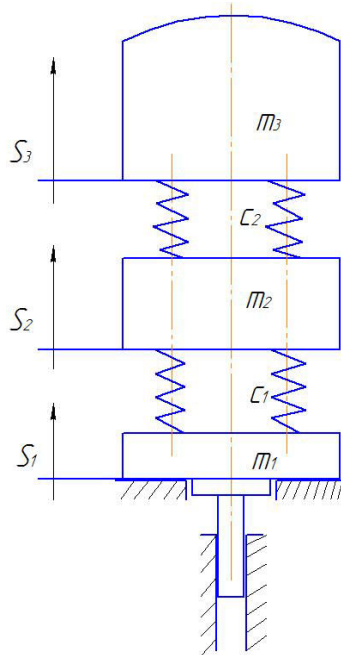 m₃
S₃
c₂
m₂
S₂
c₁
m₁
S₁